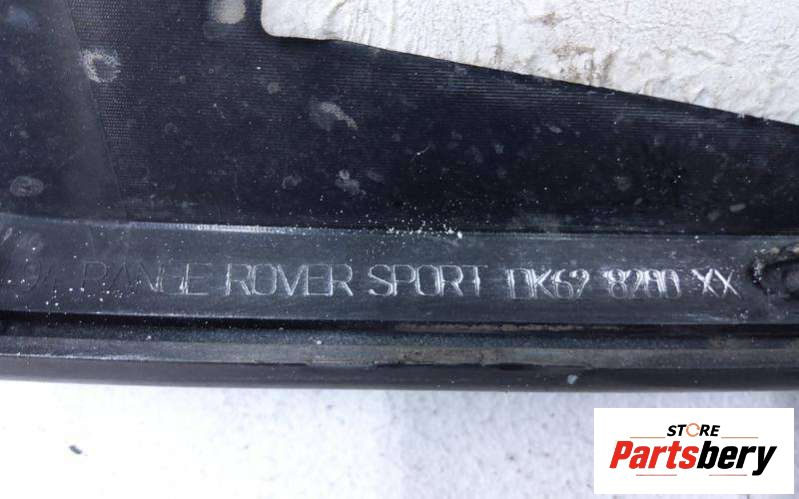 RANGE ROVER SPORT DK62 8280 XX
STORE
Partsbery